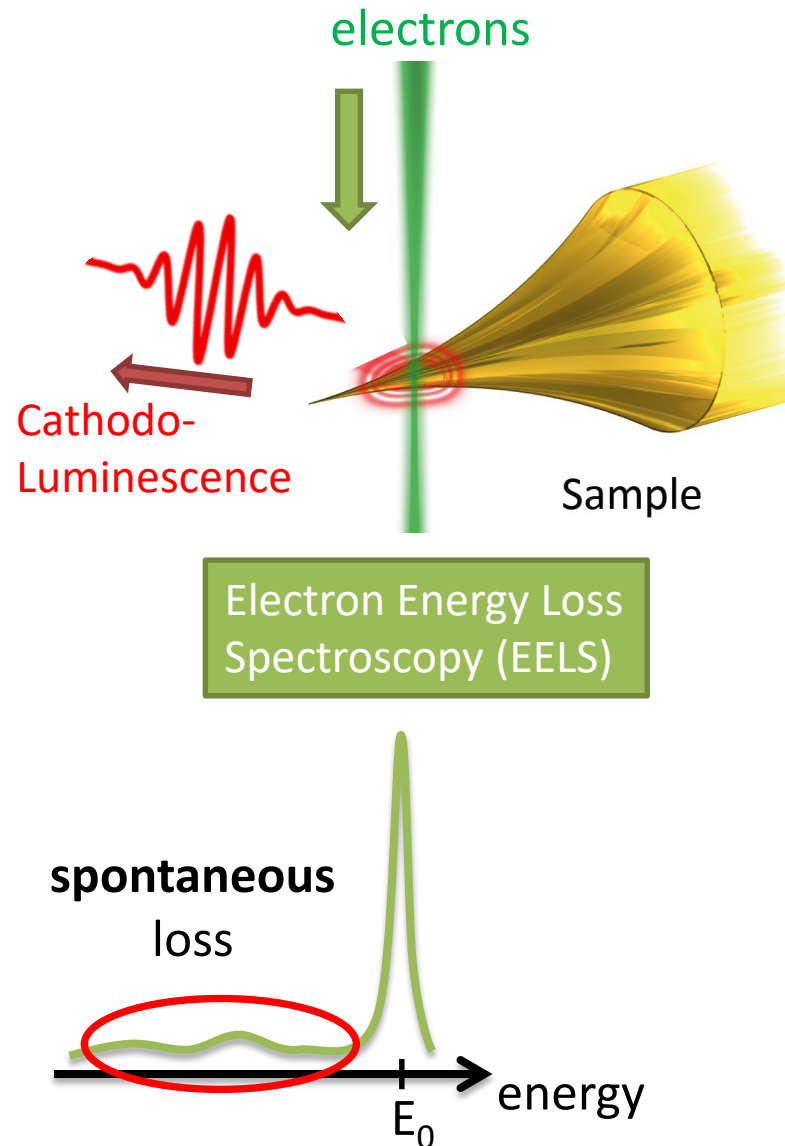 electrons
Cathodo-
Luminescence
Sample
Electron Energy Loss
Spectroscopy (EELS)
spontaneous
loss
energy
E₀